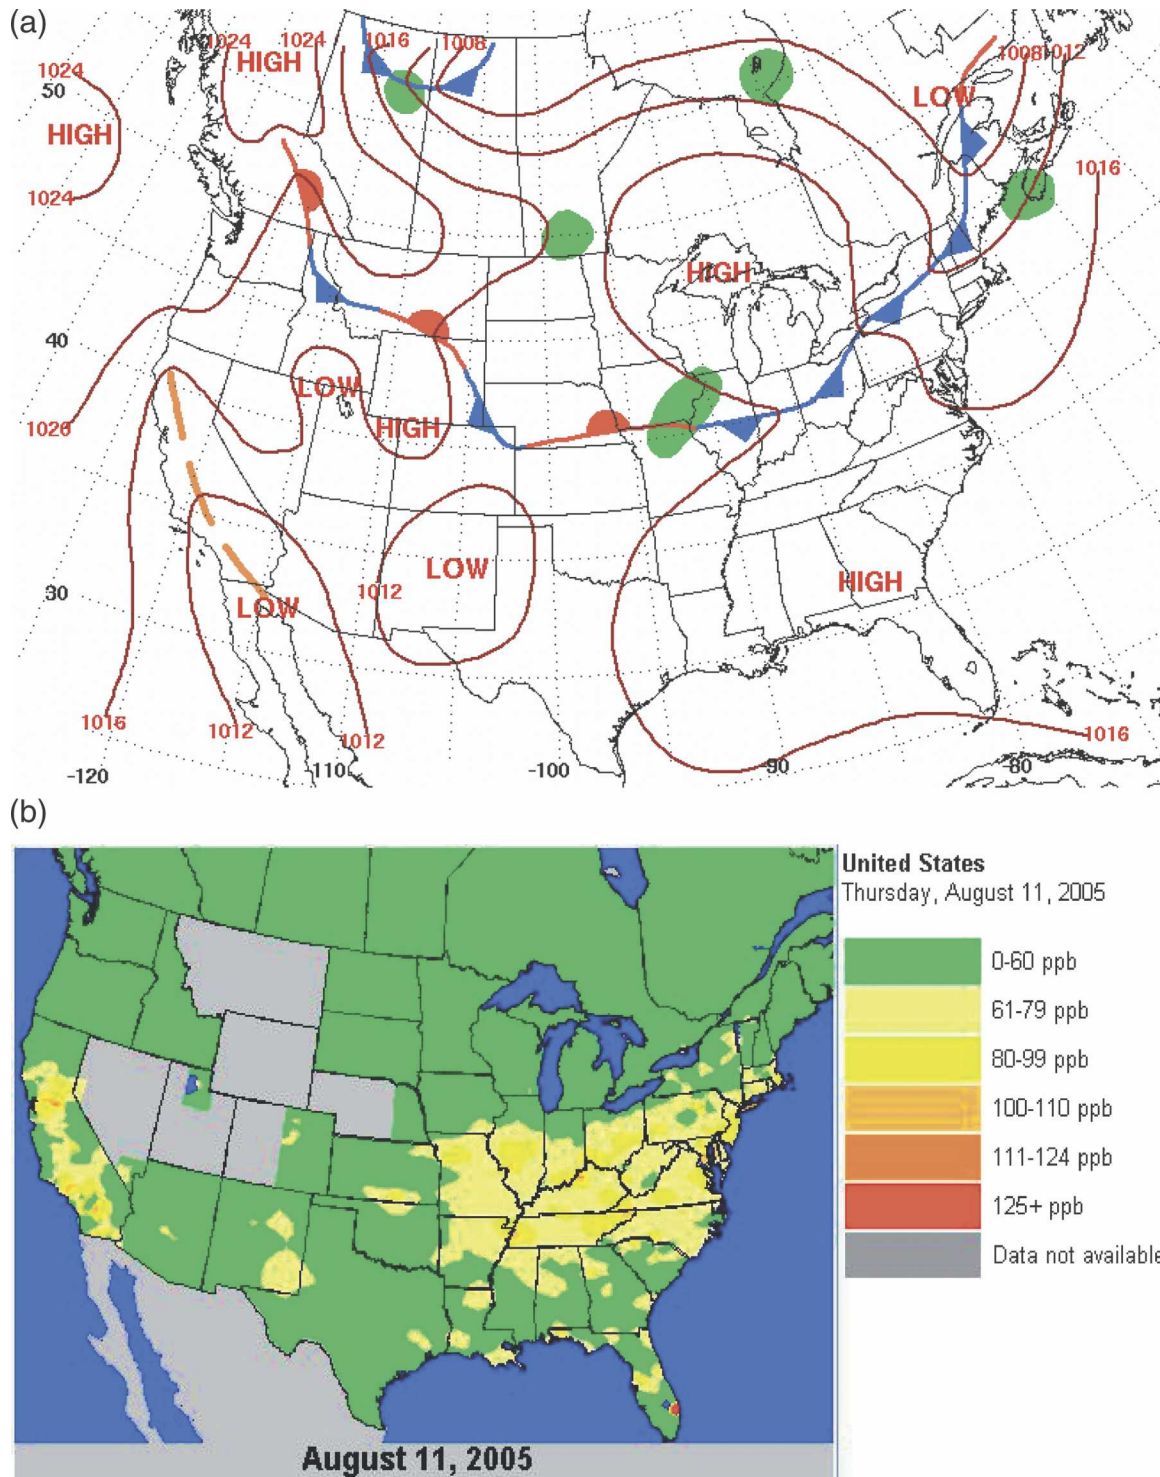 (a)
1024 1024 1016 1008 1008 1012
HIGH
1024
50
LOW
HIGH
1016
1024
HIGH
40
LOW
1020
HIGH
LOW
HIGH
1012
30
LOW
1016
1012
1012
1016
-120
110
-100
-90
-80
(b)
United States
Thursday, August 11, 2005
0-60 ppb
61-79 ppb
80-99 ppb
100-110 ppb
111-124 ppb
125+ ppb
Data not available
August 11, 2005